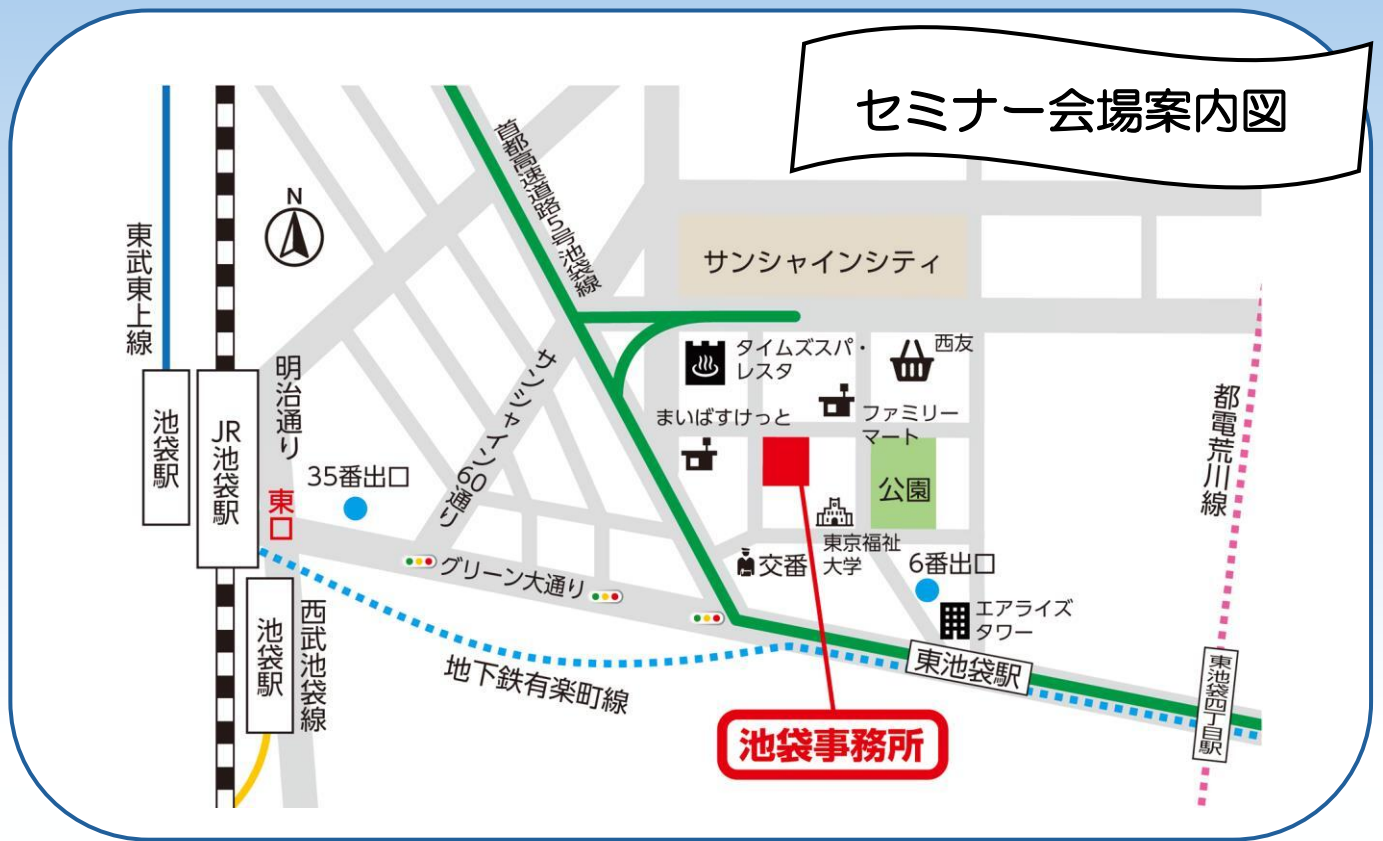 セミナー会場案内図
首都高速道路5号池袋線
N
東武東上線
サンシャインシティ
タイムズスパ・
レスタ
西友
サンシャイン60通り
明治通り
池袋駅
JR池袋駅
まいばすけっと
ファミリー
マート
都電荒川線
35番出口
東口
公園
東京福祉
大学
交番
6番出口
グリーン大通り
エアライズ
タワー
池袋駅
西武池袋線
地下鉄有楽町線
東池袋駅
東池袋四丁目駅
池袋事務所